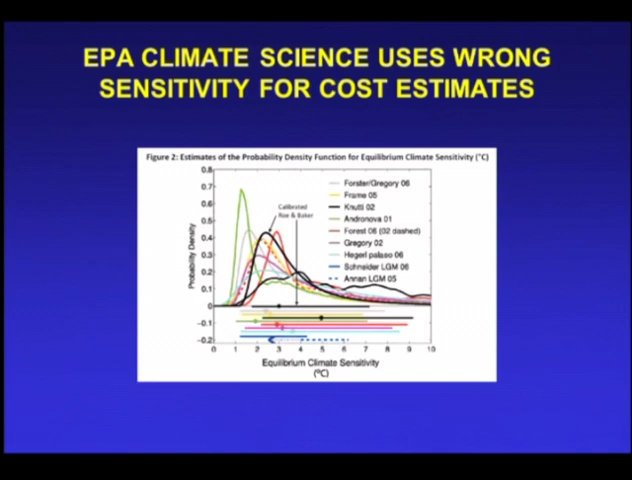 EPA CLIMATE SCIENCE USES WRONG
SENSITIVITY FOR COST ESTIMATES
Figure 2: Estimates of the Probability Density Function for Equilibrium Climate Sensitivity (°C)
0.8
0.7
0.6
0.5
0.4
0.3
0.2
0.1
0
-0.1
-0.2
Probability Density
Calibrated
Roe & Baker
Forster/Gregory 06
Frame 05
Knutti 02
Andronova 01
Forest 06 (02 dashed)
Gregory 02
Hegerl palaeo 06
Schneider LGM 06
Annan LGM 05
0 1 2 3 4 5 6 7 8 9 10
Equilibrium Climate Sensitivity
(°C)